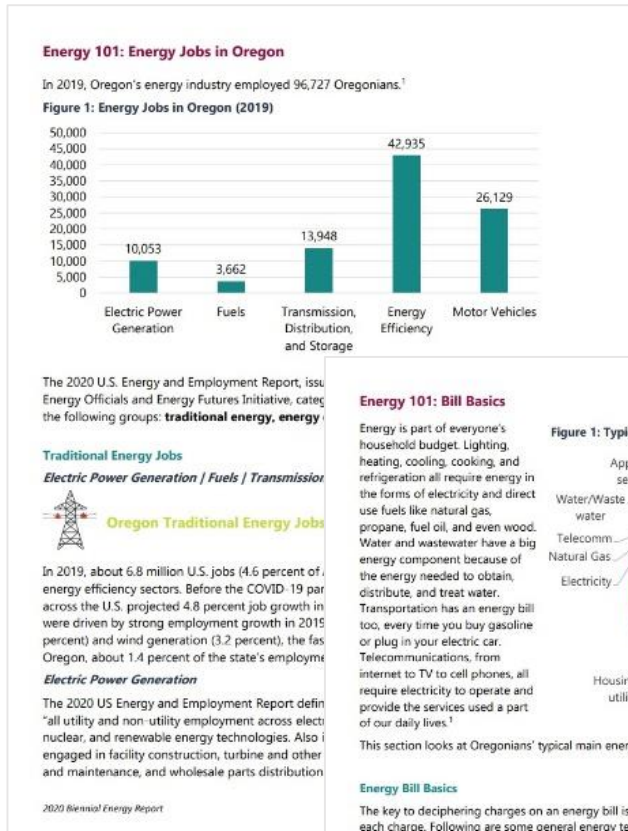 Energy 101: Energy Jobs in Oregon
In 2019, Oregon's energy industry employed 96,727 Oregonians.¹
Figure 1: Energy Jobs in Oregon (2019)
50,000
45,000
40,000
35,000
30,000
25,000
20,000
15,000
10,000
5,000
0
10,053
3,662
13,948
42,935
26,129
Electric Power
Generation
Fuels
Transmission,
Distribution,
and Storage
Energy
Efficiency
Motor Vehicles
The 2020 U.S. Energy and Employment Report, issu
Energy Officials and Energy Futures Initiative, categ
the following groups: traditional energy, energy
Traditional Energy Jobs
Electric Power Generation | Fuels | Transmission
Oregon Traditional Energy Jobs
In 2019, about 6.8 million U.S. jobs (4.6 percent of
energy efficiency sectors. Before the COVID-19 pan
across the U.S. projected 4.8 percent job growth in
were driven by strong employment growth in 2019
percent) and wind generation (3.2 percent), the fas
Oregon, about 1.4 percent of the state's employme
Electric Power Generation
The 2020 US Energy and Employment Report defin
"all utility and non-utility employment across elect
nuclear, and renewable energy technologies. Also i
engaged in facility construction, turbine and other
and maintenance, and wholesale parts distribution
2020 Biennial Energy Report
Energy 101: Bill Basics
Energy is part of everyone's
household budget. Lighting,
heating, cooling, cooking, and
refrigeration all require energy in
the forms of electricity and direct
use fuels like natural gas,
propane, fuel oil, and even wood.
Water and wastewater have a big
energy component because of
the energy needed to obtain,
distribute, and treat water.
Transportation has an energy bill
too, every time you buy gasoline
or plug in your electric car.
Telecommunications, from
internet to TV to cell phones, all
require electricity to operate and
provide the services used a part
of our daily lives.¹
Figure 1: Typi
App
se
Water/Waste
water
Telecomm
Natural Gas
Electricity
Housin
utili
This section looks at Oregonians' typical main ener
Energy Bill Basics
The key to deciphering charges on an energy bill is
each charge. Following are some general energy te